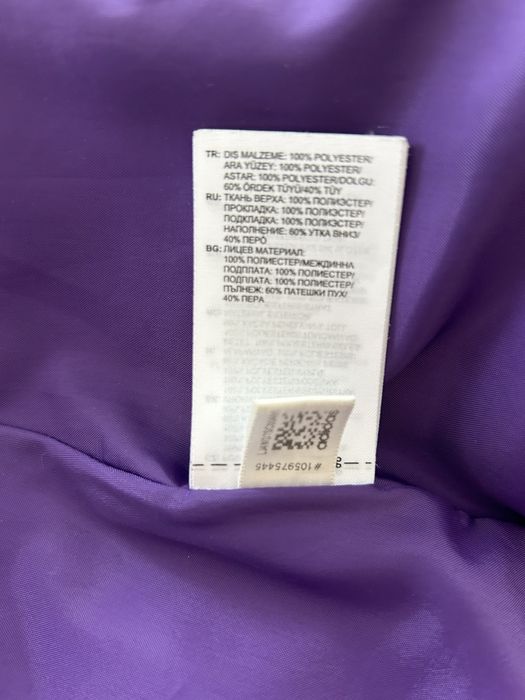 TR: DIŞ MALZEME: 100% POLYESTER/
ARA YÜZEY: 100% POLYESTER/
ASTAR: 100% POLYESTER/DOLGU:
60% ÖRDEK TÜYÜ/40% TÜY
RU: ТКАНЬ ВЕРХА: 100% ПОЛИЭСТЕР/
ПРОКЛАДКА: 100% ПОЛИЭСТЕР/
ПОДКЛАДКА: 100% ПОЛИЭСТЕР/
НАПОЛНЕНИЕ: 60% УТКА ВНИЗ/
40% ПЕРО
BG: ЛИЦЕВ МАТЕРИАЛ:
100% ПОЛИЕСТЕР/МЕЖДИННА
ПОДПЛАТА: 100% ПОЛИЕСТЕР/
ПОДПЛАТА: 100% ПОЛИЕСТЕР/
ПЪЛНЕЖ: 60% ПАТЕШКИ ПУХ/
40% ПЕРА
adidas
#105975445